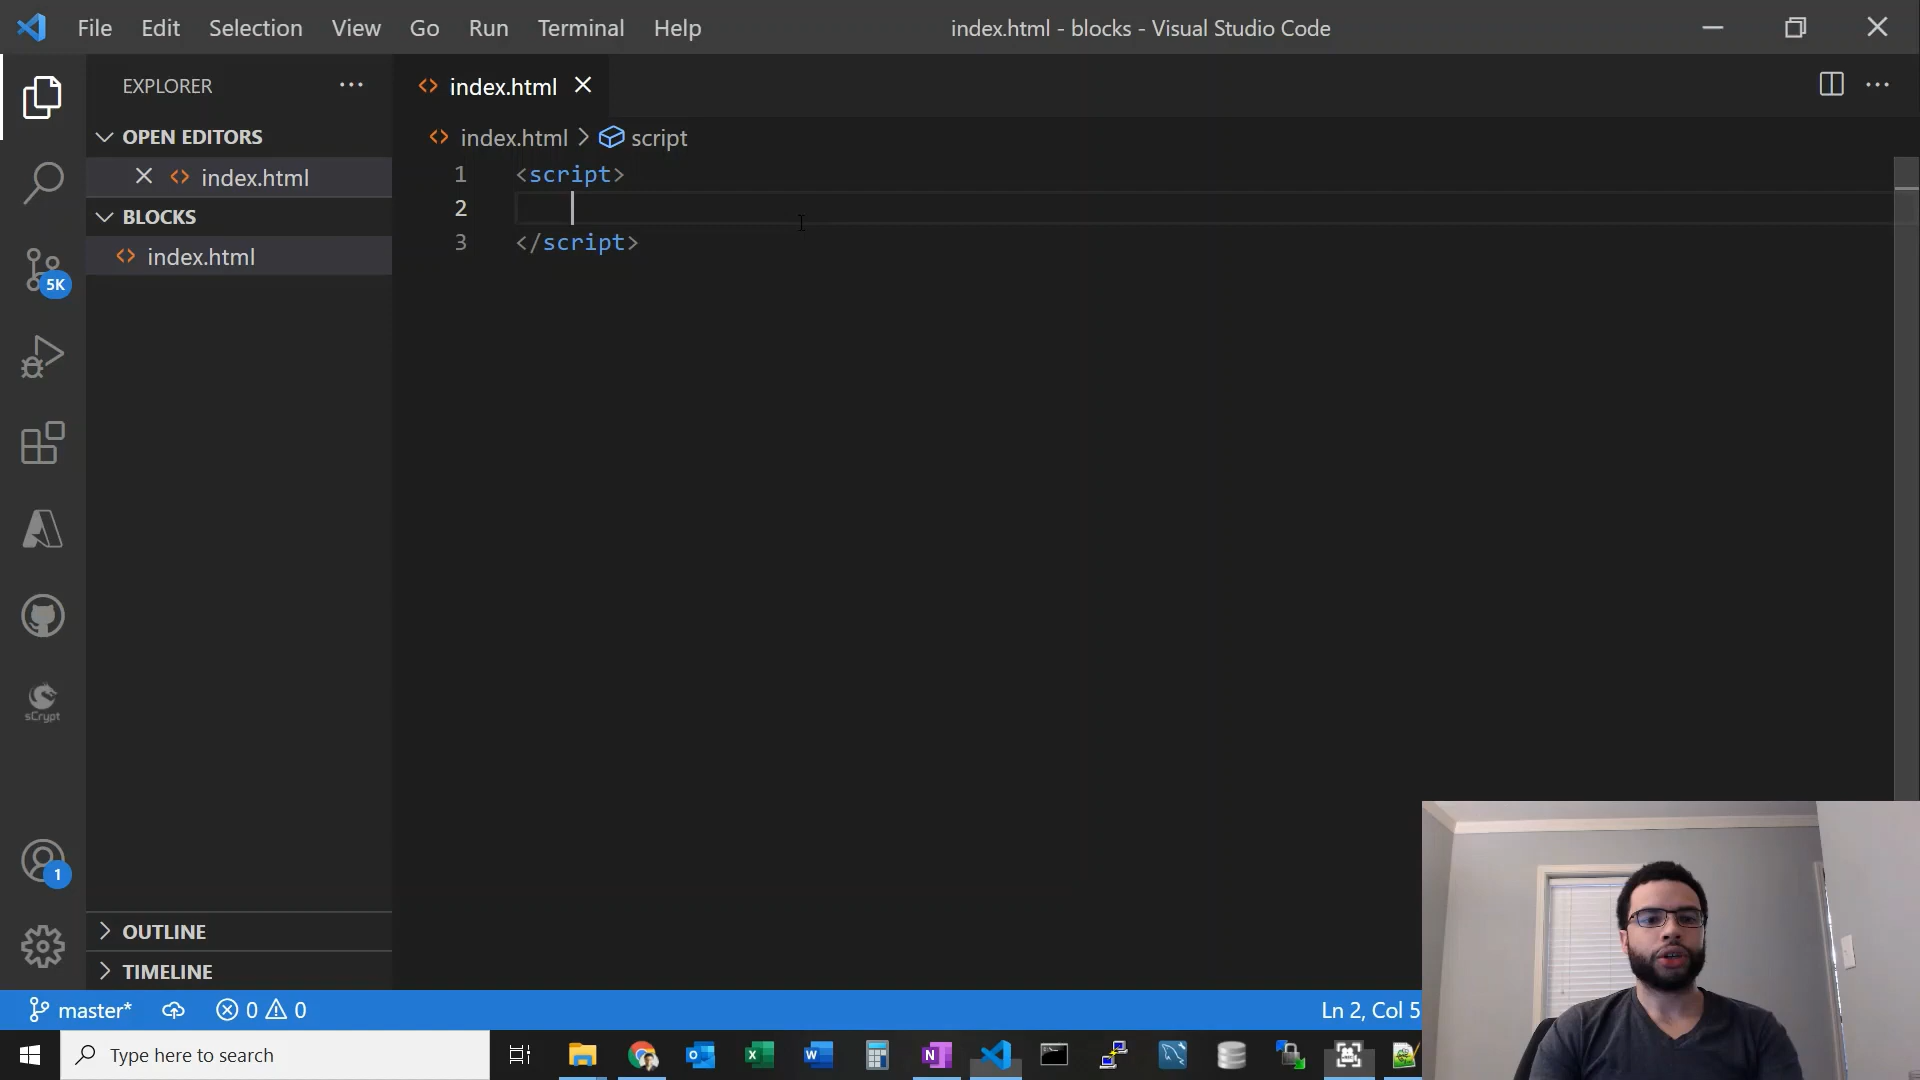 File Edit Selection View Go Run Terminal Help
index.html - blocks - Visual Studio Code
EXPLORER
index.html
OPEN EDITORS
index.html
BLOCKS
index.html
index.html > script
1 <script>
2
3 </script>
5K
sCrypt
1
OUTLINE
TIMELINE
master*
0 0
Ln 2, Col 5
Type here to search